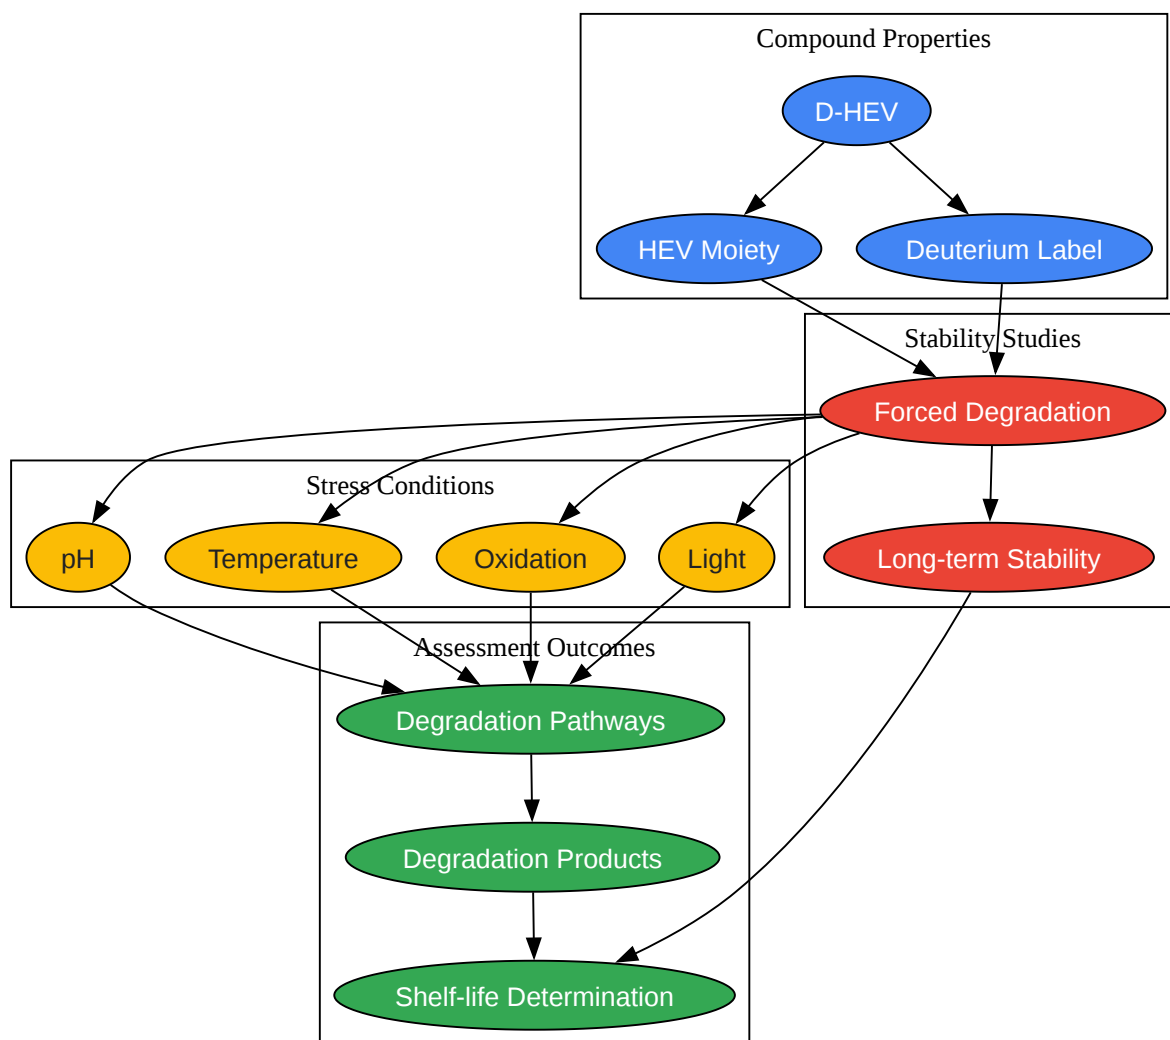 Compound Properties
D-HEV
HEV Moiety
Deuterium Label
Stability Studies
Forced Degradation
Stress Conditions
pH
Temperature
Oxidation
Light
Long-term Stability
Assessment Outcomes
Degradation Pathways
Degradation Products
Shelf-life Determination